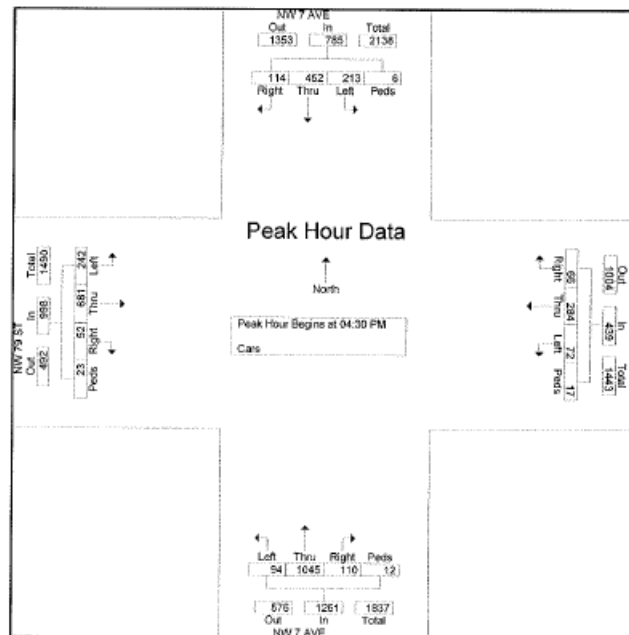 NW 7 AVE
Out In Total
1353 785 2138
114 452 213 6
Right Thru Left Peds
Peak Hour Data
North
Peak Hour Begins at 04:30 PM
Cars
NW 79 ST
Out In Total
492 998 1490
23 52 681 242
Peds Right Thru Left
Out In Total
1004 439 1443
Right Thru Left Peds
66 284 72 17
Left Thru Right Peds
94 1045 110 12
576 1261 1837
Out In Total
NW 7 AVE